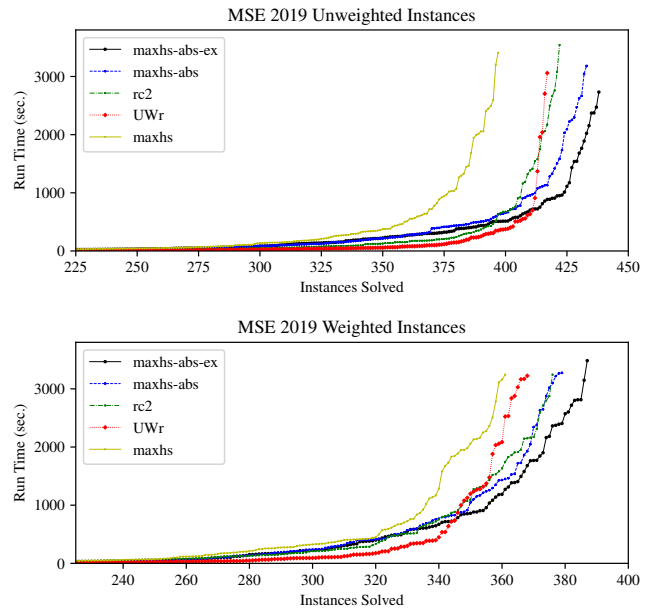 MSE 2019 Unweighted Instances
maxhs-abs-ex
maxhs-abs
rc2
UWr
maxhs
Run Time (sec.)
3000
2000
1000
0
225 250 275 300 325 350 375 400 425 450
Instances Solved
MSE 2019 Weighted Instances
maxhs-abs-ex
maxhs-abs
rc2
UWr
maxhs
Run Time (sec.)
3000
2000
1000
0
240 260 280 300 320 340 360 380 400
Instances Solved